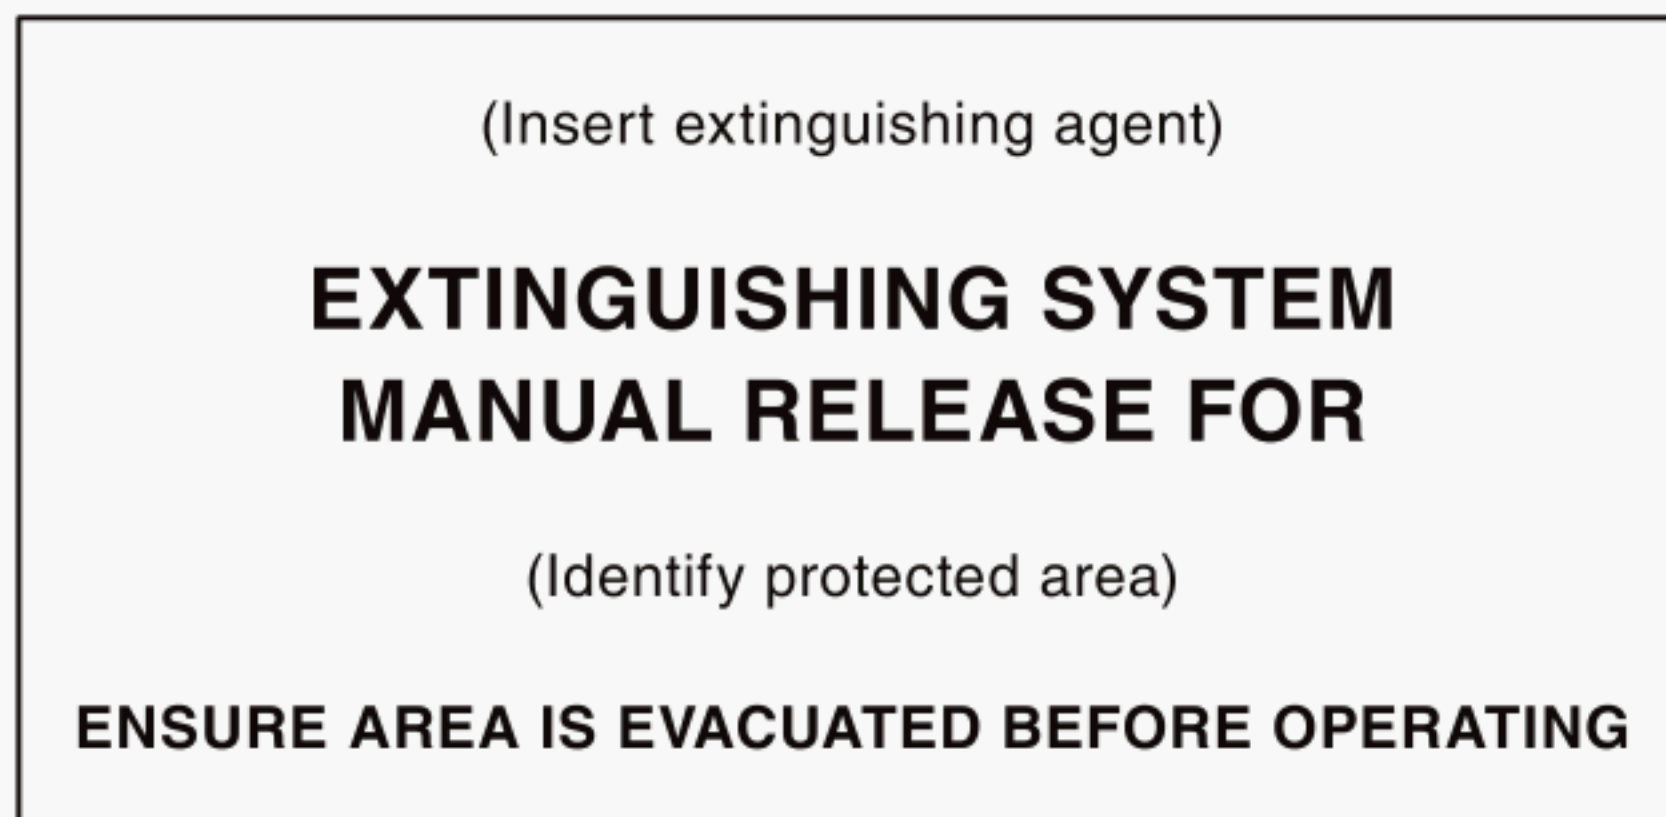 (Insert extinguishing agent)
EXTINGUISHING SYSTEM
MANUAL RELEASE FOR
(Identify protected area)
ENSURE AREA IS EVACUATED BEFORE OPERATING